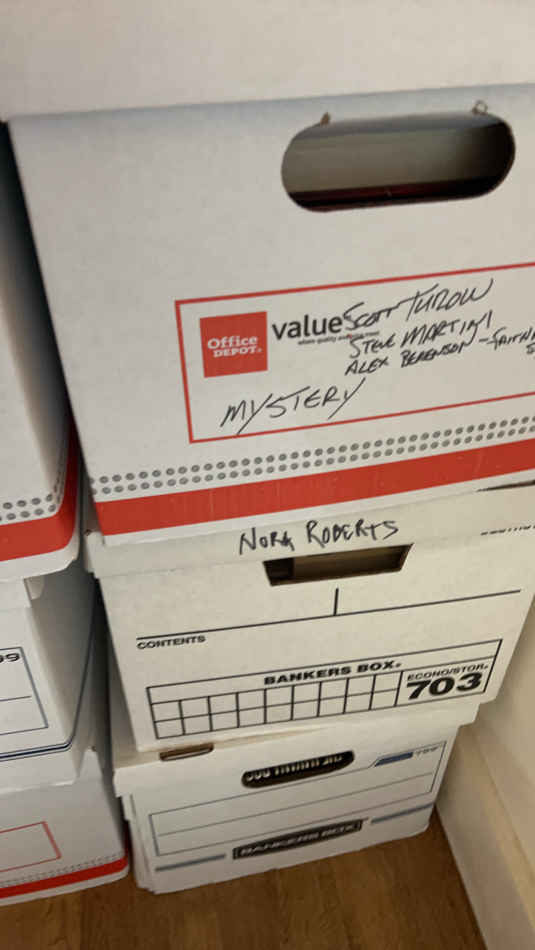 Office
DEPOT.
value
SCOTT TUROW
STEVE MARTINI
ALEX BERENSON
MYSTERY
NORA ROBERTS
CONTENTS
BANKERS BOX®
ECONO/STOR®
703
799
BANKERS BOX